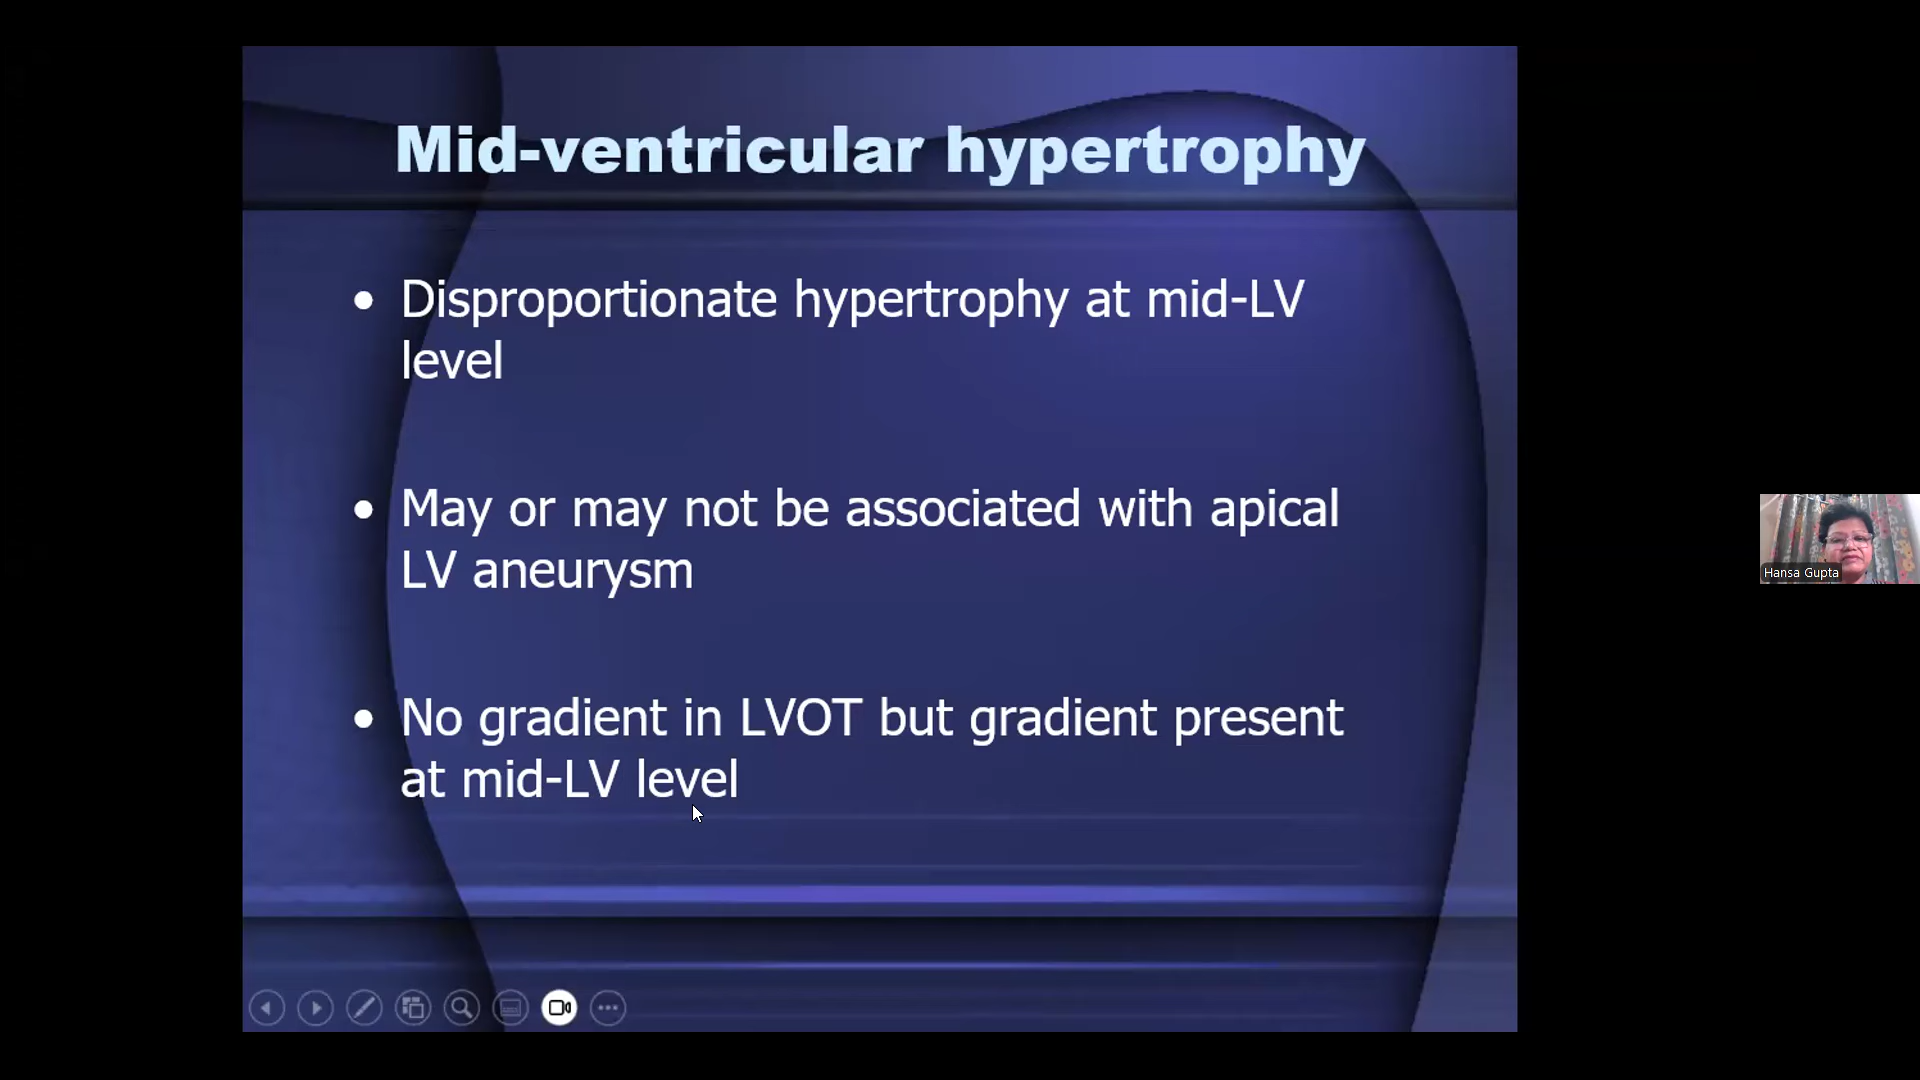 Mid-ventricular hypertrophy
• Disproportionate hypertrophy at mid-LV
level
• May or may not be associated with apical
LV aneurysm
• No gradient in LVOT but gradient present
at mid-LV level
Hansa Gupta